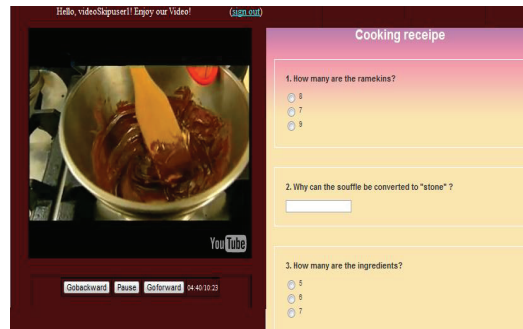 Hello, videoSkipuser1! Enjoy our Video! (sign out)
YouTube
Gobackward Pause Goforward 04:40/10:23
Cooking receipe
1. How many are the ramekins?
6
7
9
2. Why can the souffle be converted to "stone" ?
3. How many are the ingredients?
5
6
7